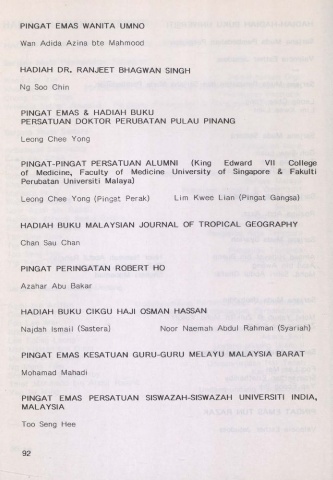 PINGAT EMAS WANITA UMNO
Wan Adida Azina bte Mahmood
HADIAH DR. RANJEET BHAGWAN SINGH
Ng Soo Chin
PINGAT EMAS & HADIAH BUKU
PERSATUAN DOKTOR PERUBATAN PULAU PINANG
Leong Chee Yong
PINGAT-PINGAT PERSATUAN ALUMNI (King Edward VII College
of Medicine, Faculty of Medicine University of Singapore & Fakulti
Perubatan Universiti Malaya)
Leong Chee Yong (Pingat Perak) Lim Kwee Lian (Pingat Gangsa)
HADIAH BUKU MALAYSIAN JOURNAL OF TROPICAL GEOGRAPHY
Chan Sau Chan
PINGAT PERINGATAN ROBERT HO
Azahar Abu Bakar
HADIAH BUKU CIKGU HAJI OSMAN HASSAN
Najdah Ismail (Sastera) Noor Naemah Abdul Rahman (Syariah)
PINGAT EMAS KESATUAN GURU-GURU MELAYU MALAYSIA BARAT
Mohamad Mahadi
PINGAT EMAS PERSATUAN SISWAZAH-SISWAZAH UNIVERSITI INDIA,
MALAYSIA
Too Seng Hee
92